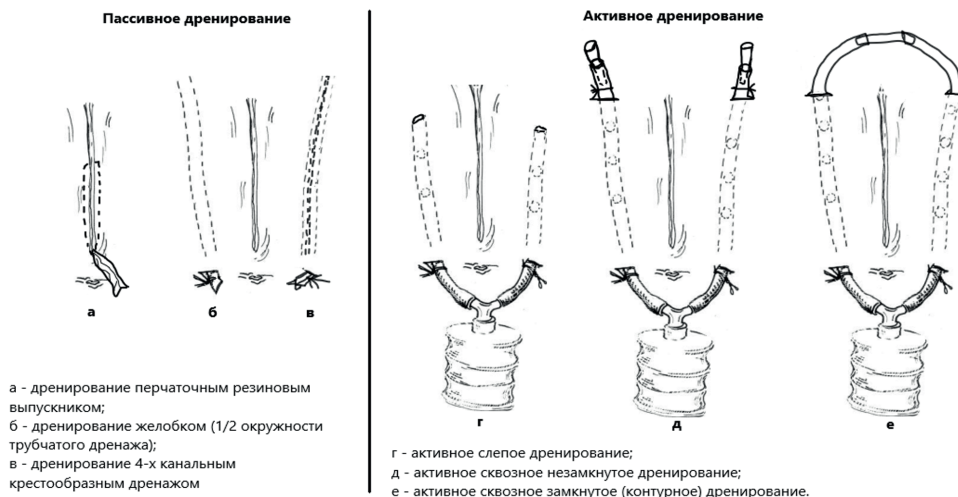 Пассивное дренирование
Активное дренирование
а
б
в
г
д
е
а - дренирование перчаточным резиновым
выпускником;
б - дренирование желобком (1/2 окружности
трубчатого дренажа);
в - дренирование 4-х канальным
крестообразным дренажом
г - активное слепое дренирование;
д - активное сквозное незамкнутое дренирование;
е - активное сквозное замкнутое (контурное) дренирование.